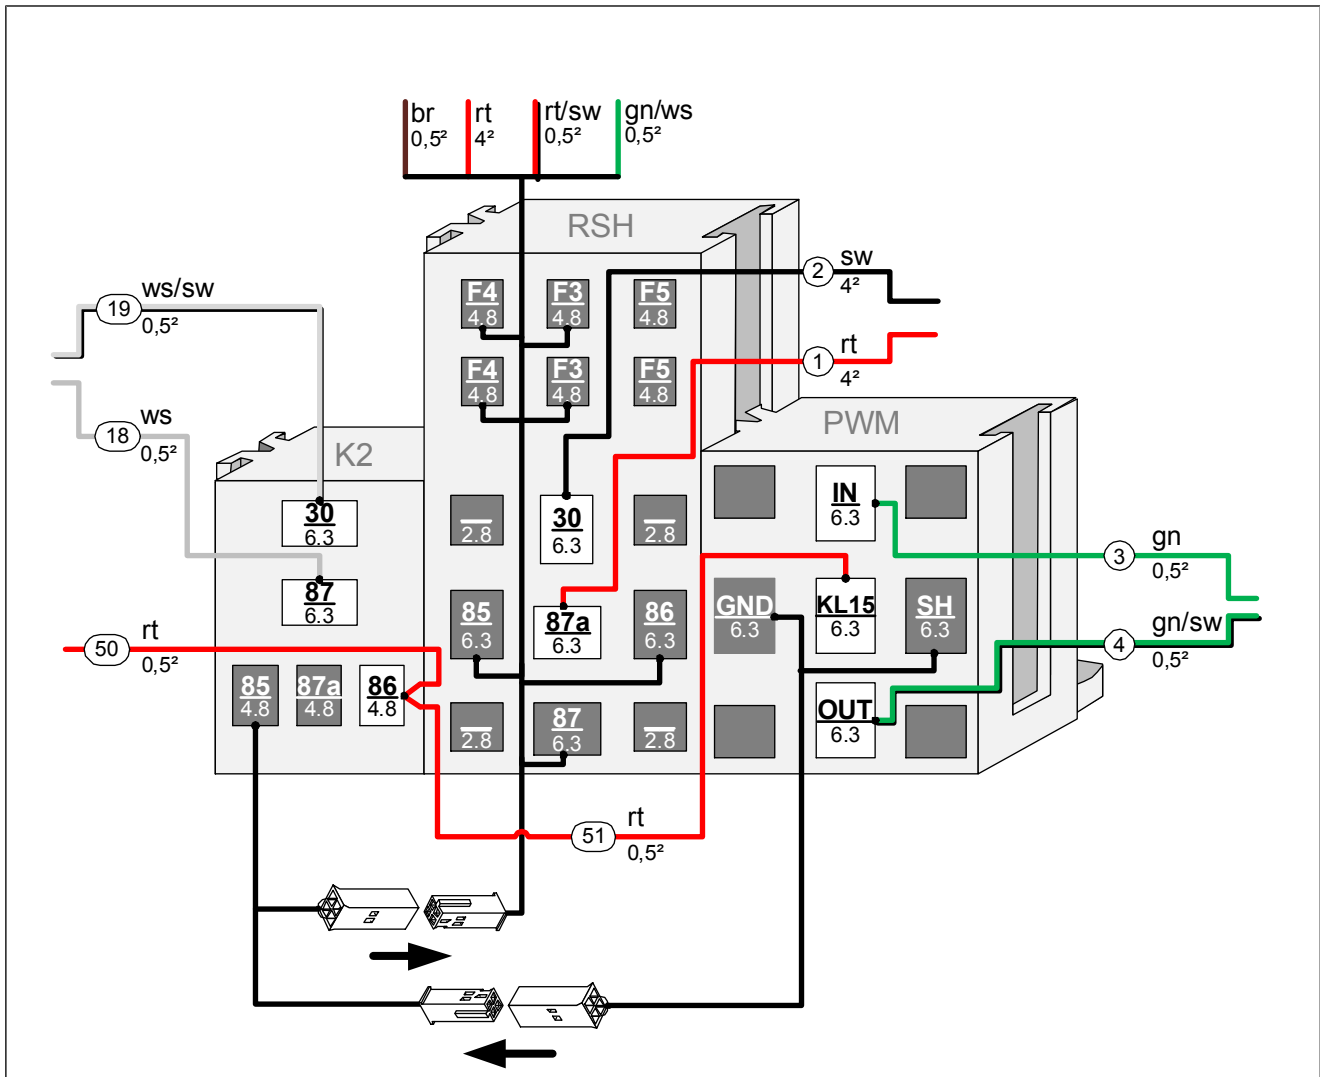 br
0,5²
rt
4²
rt/sw
0,5²
gn/ws
0,5²
RSH
F4
4.8
F3
4.8
F5
4.8
F4
4.8
F3
4.8
F5
4.8
2
sw
4²
1
rt
4²
19
ws/sw
0,5²
18
ws
0,5²
K2
PWM
30
6.3
87
6.3
2.8
30
6.3
2.8
IN
6.3
3
gn
0,5²
85
6.3
87a
6.3
86
6.3
GND
6.3
KL15
6.3
SH
6.3
50
rt
0,5²
4
gn/sw
0,5²
85
4.8
87a
4.8
86
4.8
2.8
87
6.3
2.8
OUT
6.3
51
rt
0,5²